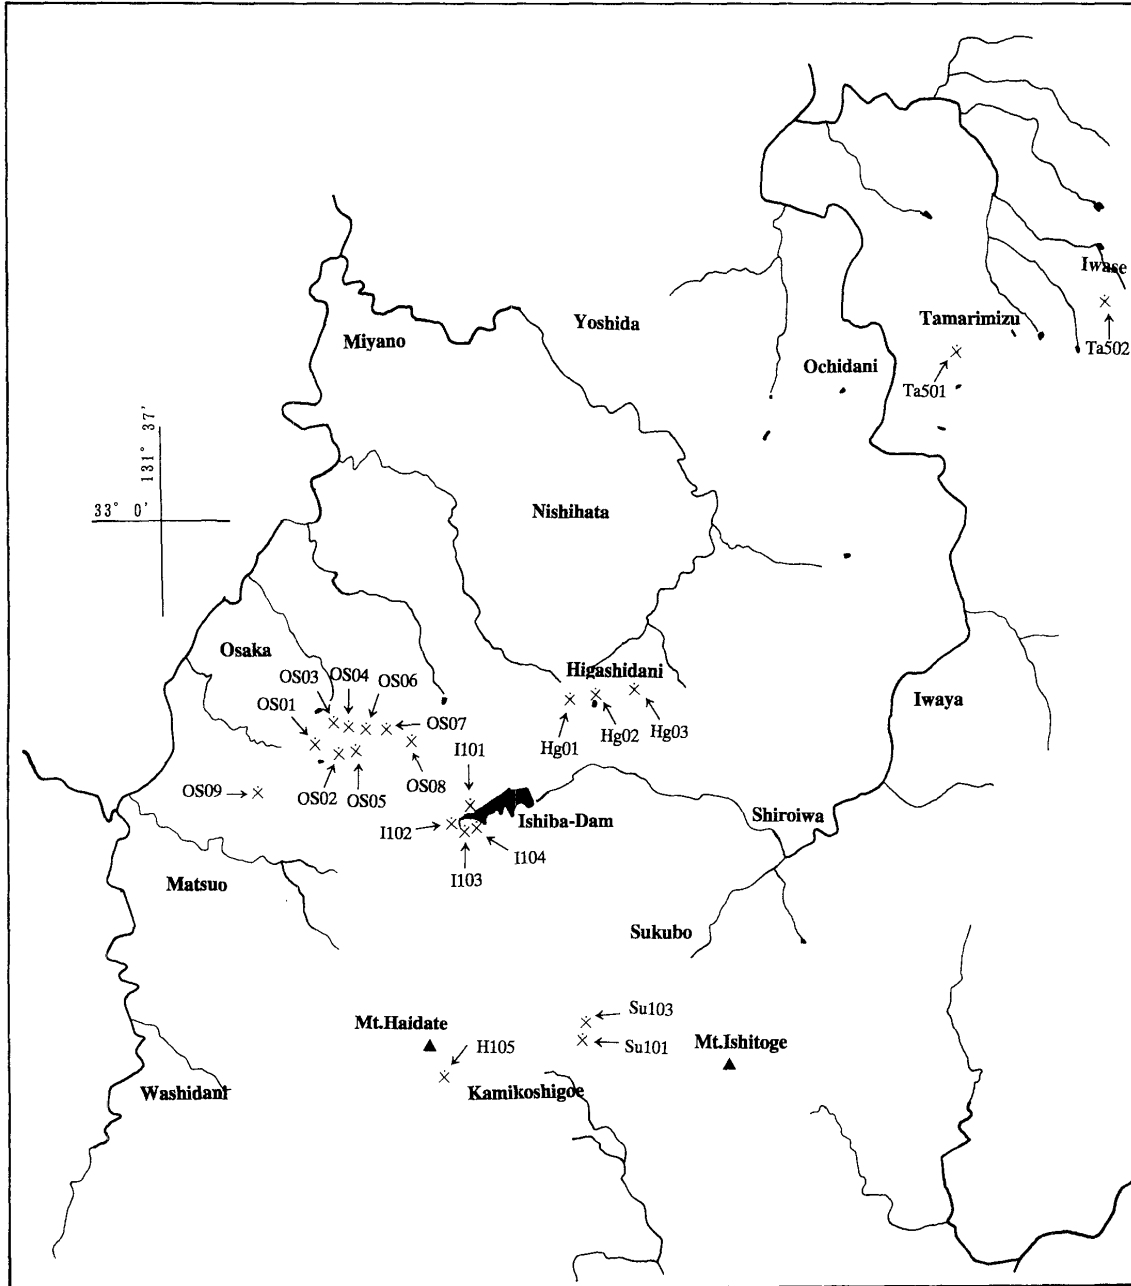 Iwase
Tamarimizu
Yoshida
Miyano
Ta502
Ochidani
Ta501
131° 37'
33° 0'
Nishihata
Osaka
OS03
OS04
OS06
Higashidani
OS01
OS07
Iwaya
Hg01
Hg02
Hg03
I101
OS09
OS02
OS05
OS08
Shiroiwa
Ishiba-Dam
I102
I104
I103
Matsuo
Sukubo
Su103
Mt.Haidate
H105
Su101
Mt.Ishitoge
Washidani
Kamikoshigoe